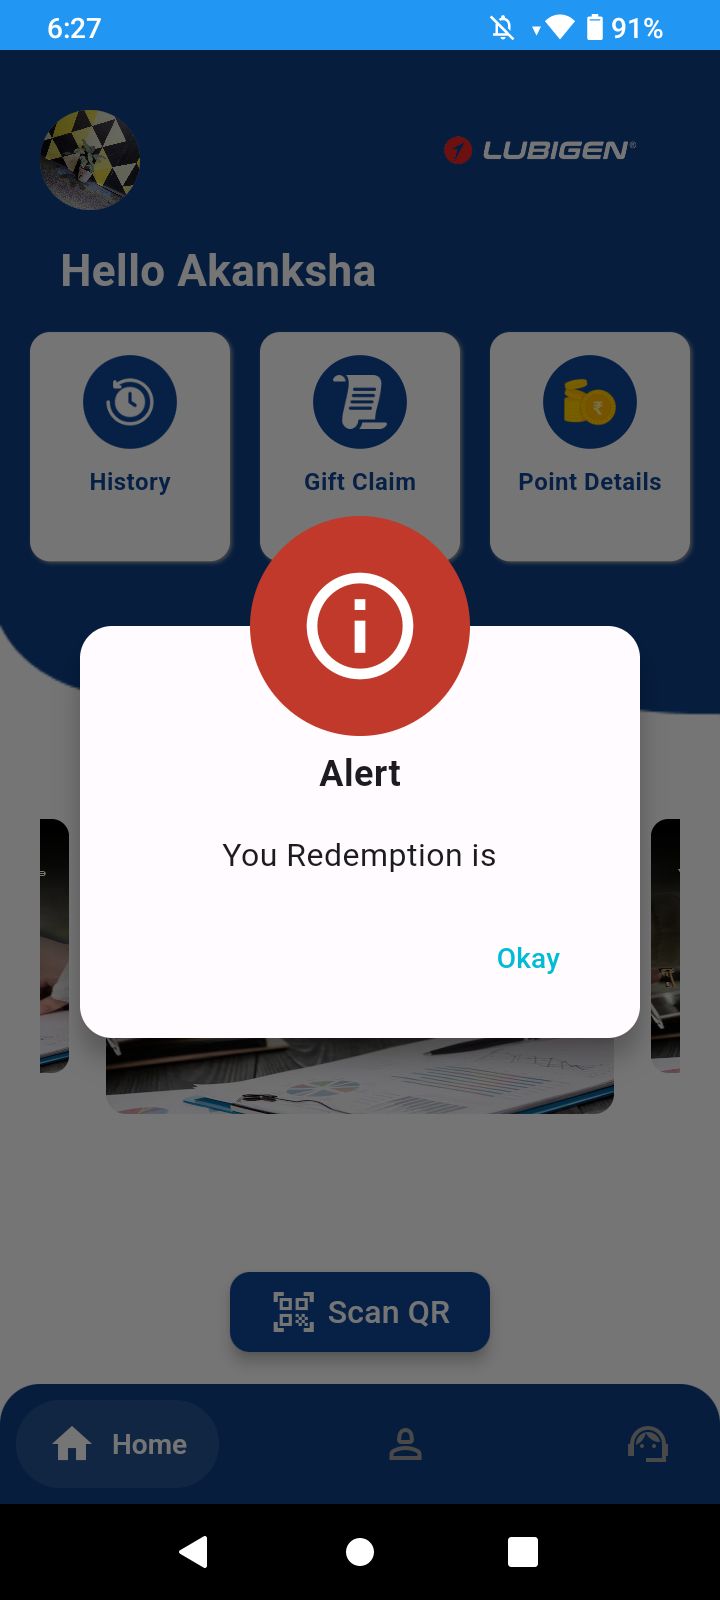 6:27
91%
LUBIGEN®
Hello Akanksha
History
Gift Claim
Point Details
₹
Alert
You Redemption is
Okay
Scan QR
Home